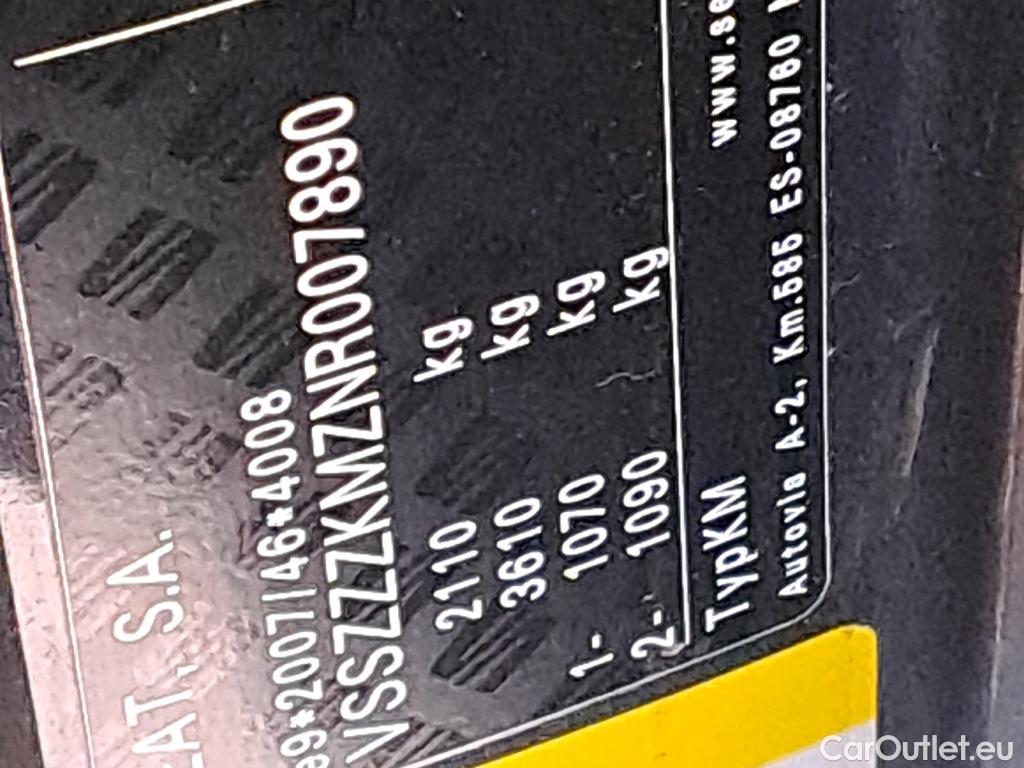 EAT, S.A.
e9*2007/46*4008
VSSZZZKMZNR007890
2110 kg
3610 kg
1- 1070 kg
2- 1090 kg
TypKM www.se
Autovia A-2, Km.585 ES-08760
CarOutlet.eu